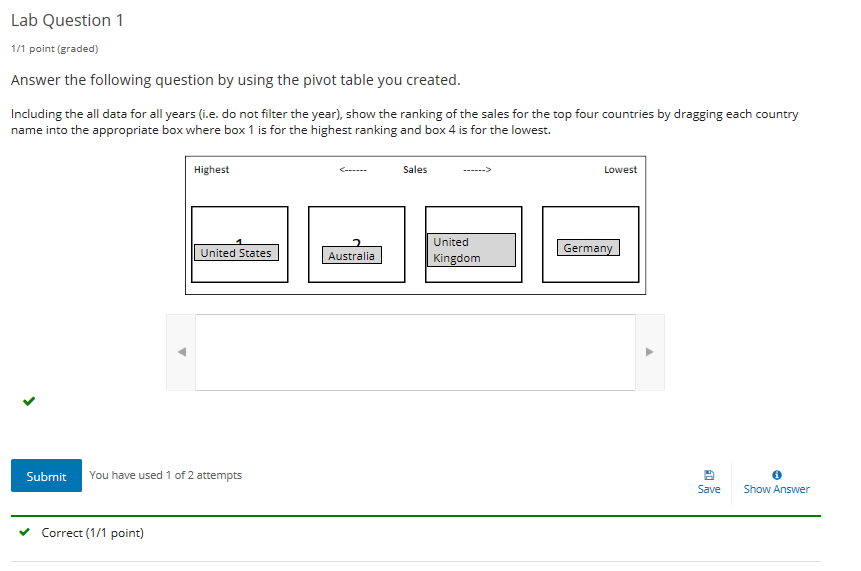 Lab Question 1
1/1 point (graded)
Answer the following question by using the pivot table you created.
Including the all data for all years (i.e. do not filter the year), show the ranking of the sales for the top four countries by dragging each country
name into the appropriate box where box 1 is for the highest ranking and box 4 is for the lowest.
Highest <------ Sales ------> Lowest
1
2
United States
Australia
United
Kingdom
Germany
Submit
You have used 1 of 2 attempts
Save
Show Answer
Correct (1/1 point)